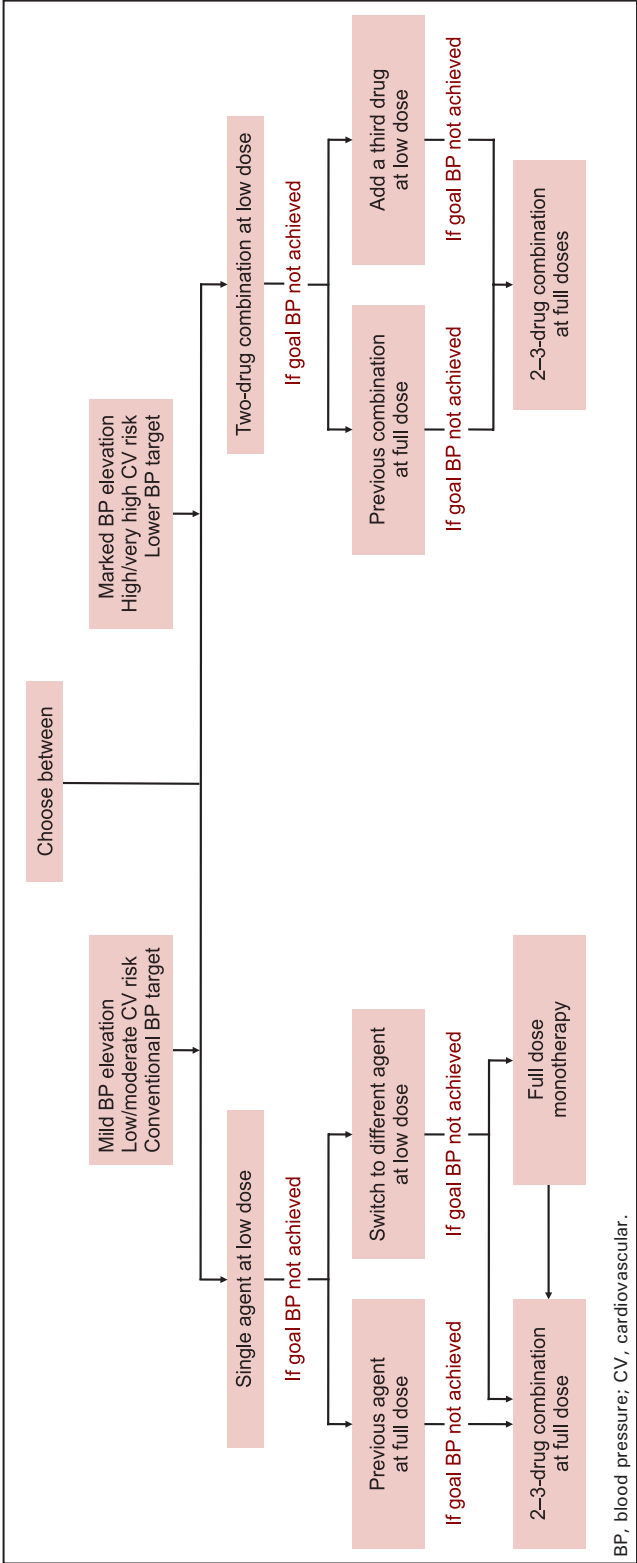 Choose between
Mild BP elevation
Low/moderate CV risk
Conventional BP target
Marked BP elevation
High/very high CV risk
Lower BP target
Single agent at low dose
Two-drug combination at low dose
If goal BP not achieved
If goal BP not achieved
Previous agent
at full dose
Switch to different agent
at low dose
Previous combination
at full dose
Add a third drug
at low dose
If goal BP not achieved
If goal BP not achieved
If goal BP not achieved
If goal BP not achieved
2–3-drug combination
at full dose
Full dose
monotherapy
2–3-drug combination
at full doses
BP, blood pressure; CV, cardiovascular.